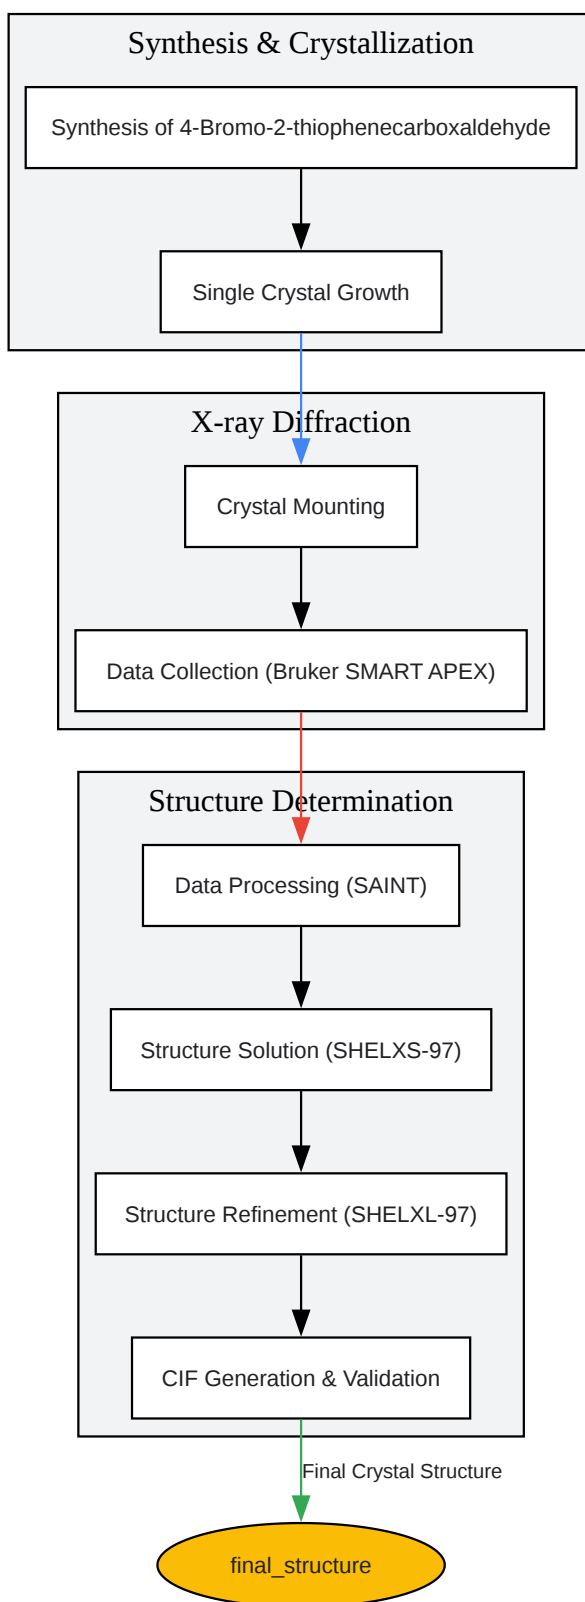 Synthesis & Crystallization
Synthesis of 4-Bromo-2-thiophenecarboxaldehyde
Single Crystal Growth
X-ray Diffraction
Crystal Mounting
Data Collection (Bruker SMART APEX)
Structure Determination
Data Processing (SAINT)
Structure Solution (SHELXS-97)
Structure Refinement (SHELXL-97)
CIF Generation & Validation
Final Crystal Structure
final_structure